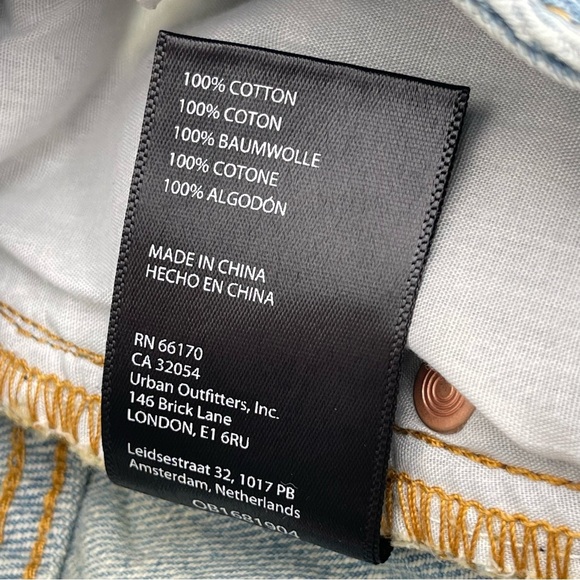 100% COTTON
100% COTON
100% BAUMWOLLE
100% COTONE
100% ALGODÓN
MADE IN CHINA
HECHO EN CHINA
RN 66170
CA 32054
Urban Outfitters, Inc.
146 Brick Lane
LONDON, E1 6RU
Leidsestraat 32, 1017 PB
Amsterdam, Netherlands
OB1681904